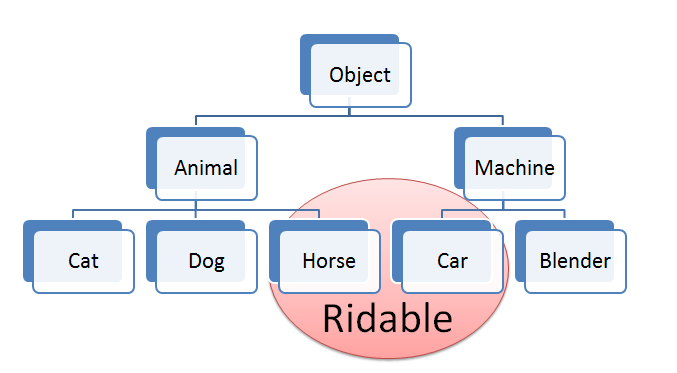 Object
Animal
Machine
Cat
Dog
Horse
Car
Blender
Ridable